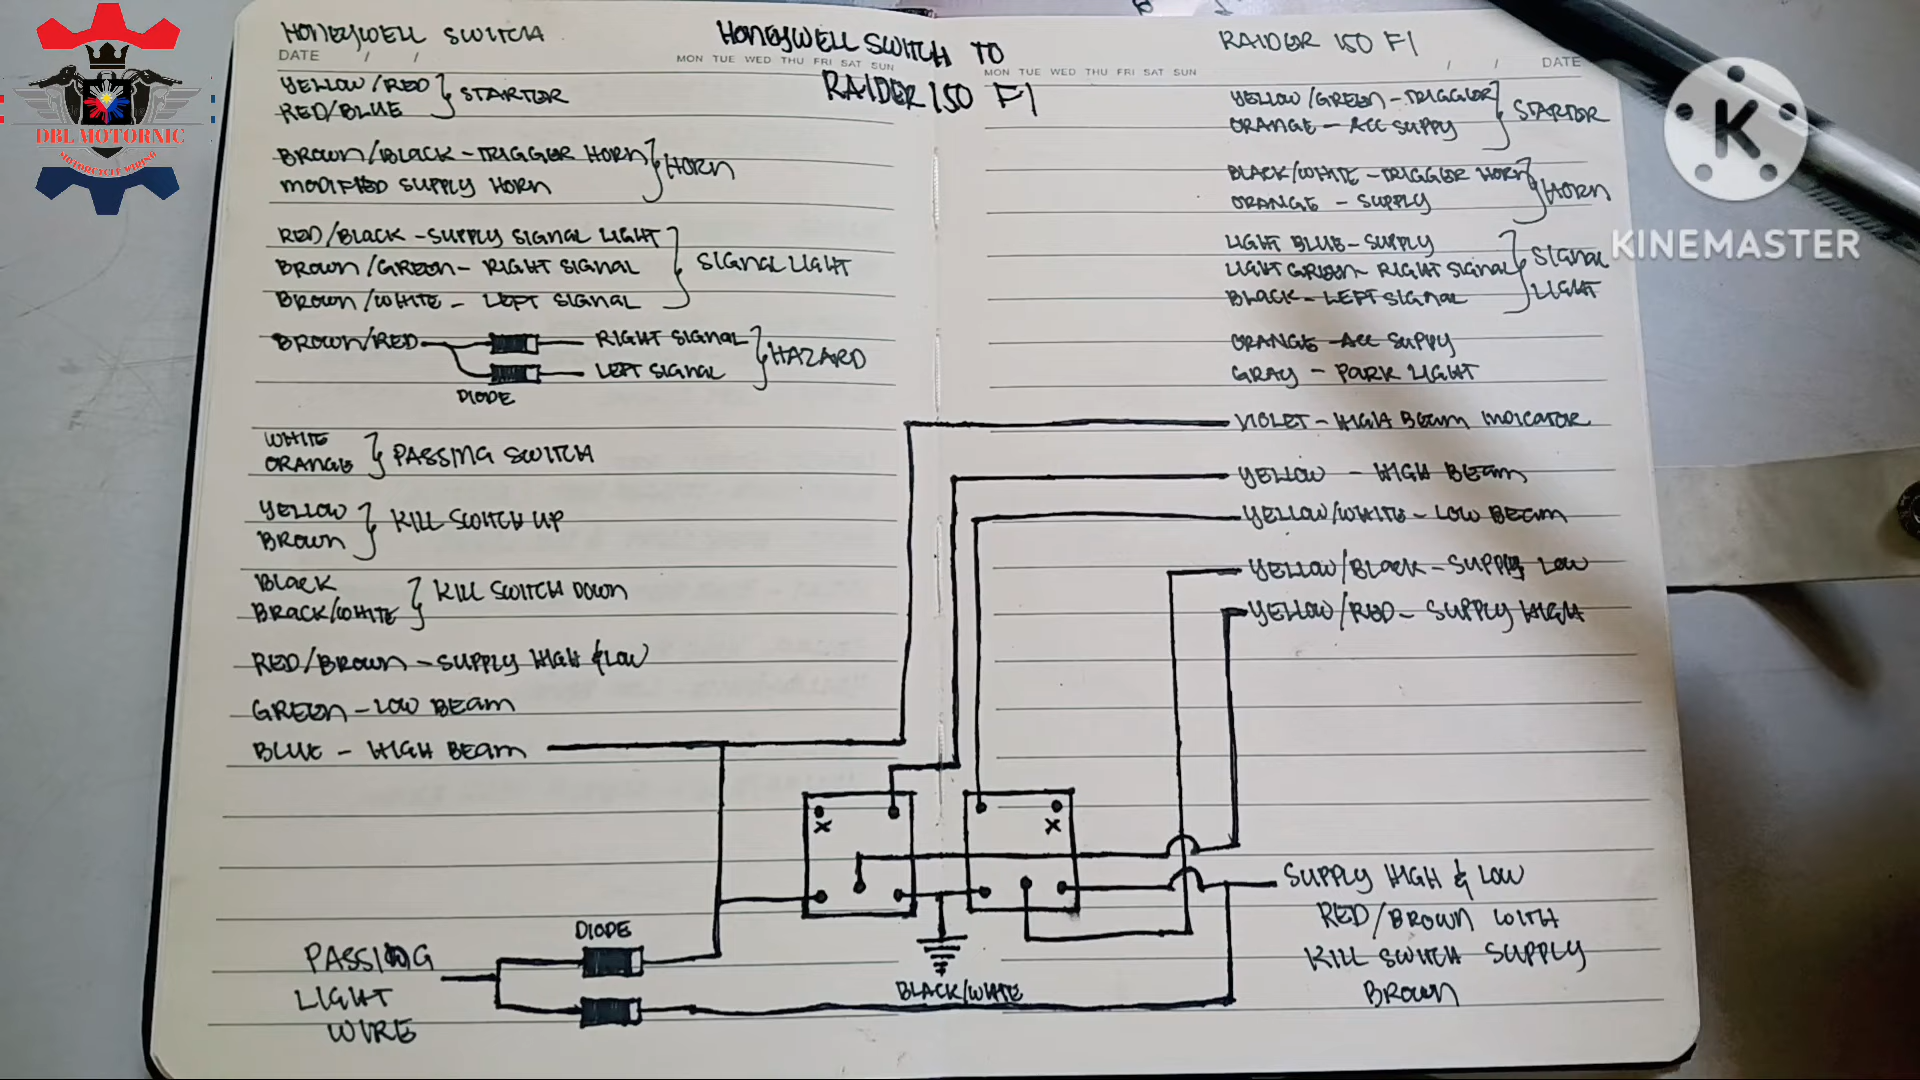 DBL MOTORNIC
MOTORCYCLE WIRING
HONEYWELL SWITCH
DATE / /
YELLOW/RED
RED/BLUE
STARTER
BROWN/BLACK - TRIGGER HORN
MODIFIED SUPPLY HORN
HORN
RED/BLACK - SUPPLY SIGNAL LIGHT
BROWN/GREEN - RIGHT SIGNAL
BROWN/WHITE - LEFT SIGNAL
SIGNAL LIGHT
BROWN/RED
RIGHT SIGNAL
LEFT SIGNAL
HAZARD
DIODE
WHITE
ORANGE
PASSING SWITCH
YELLOW
BROWN
KILL SWITCH UP
BLACK
BRACK/WHITE
KILL SWITCH DOWN
RED/BROWN - SUPPLY HIGH & LOW
GREEN - LOW BEAM
BLUE - HIGH BEAM
HONEYWELL SWITCH TO
MON TUE WED THU FRI SAT SUN
MON TUE WED THU FRI SAT SUN
RAIDER 150 FI
RAIDER 150 FI
/ / DATE
YELLOW/GREEN - TRIGGER
ORANGE - ACC SUPPLY
STARTER
BLACK/WHITE - TRIGGER HORN
ORANGE - SUPPLY
HORN
LIGHT BLUE - SUPPLY
LIGHT GREEN - RIGHT SIGNAL
BLACK - LEFT SIGNAL
SIGNAL
LIGHT
ORANGE - ACC SUPPLY
GRAY - PARK LIGHT
VIOLET - HIGH BEAM INDICATOR
YELLOW - HIGH BEAM
YELLOW/WHITE - LOW BEAM
YELLOW/BLACK - SUPPLY LOW
YELLOW/RED - SUPPLY HIGH
K
KINEMASTER
X
X
DIODE
PASSING
LIGHT
WIRE
BLACK/WHITE
SUPPLY HIGH & LOW
RED/BROWN WITH
KILL SWITCH SUPPLY
BROWN